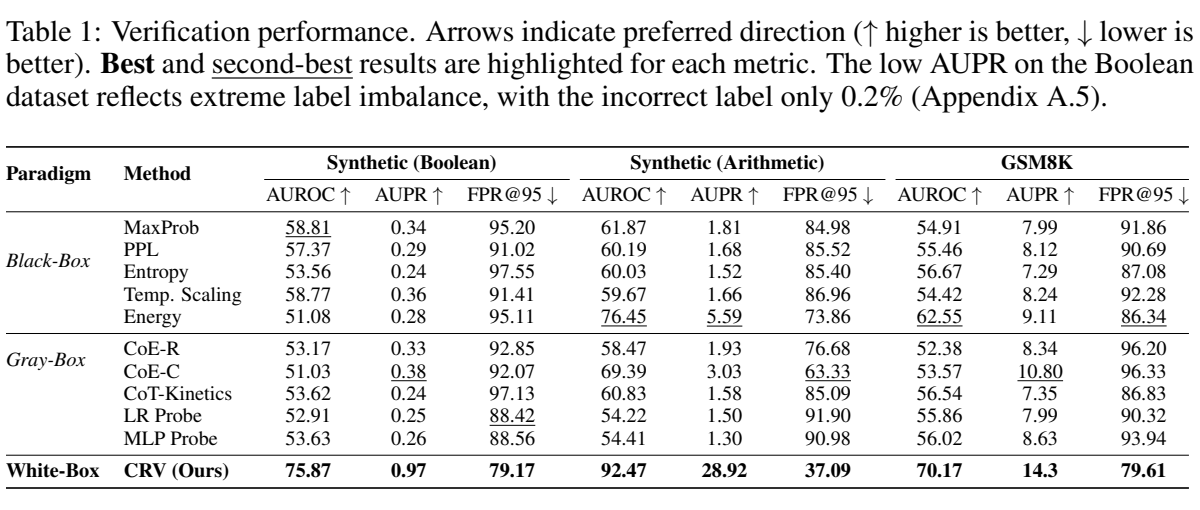 Table 1: Verification performance. Arrows indicate preferred direction (↑ higher is better, ↓ lower is
better). Best and second-best results are highlighted for each metric. The low AUPR on the Boolean
dataset reflects extreme label imbalance, with the incorrect label only 0.2% (Appendix A.5).
Paradigm Method Synthetic (Boolean) Synthetic (Arithmetic) GSM8K
AUROC ↑ AUPR ↑ FPR@95 ↓ AUROC ↑ AUPR ↑ FPR@95 ↓ AUROC ↑ AUPR ↑ FPR@95 ↓
Black-Box
MaxProb 58.81 0.34 95.20 61.87 1.81 84.98 54.91 7.99 91.86
PPL 57.37 0.29 91.02 60.19 1.68 85.52 55.46 8.12 90.69
Entropy 53.56 0.24 97.55 60.03 1.52 85.40 56.67 7.29 87.08
Temp. Scaling 58.77 0.36 91.41 59.67 1.66 86.96 54.42 8.24 92.28
Energy 51.08 0.28 95.11 76.45 5.59 73.86 62.55 9.11 86.34
Gray-Box
CoE-R 53.17 0.33 92.85 58.47 1.93 76.68 52.38 8.34 96.20
CoE-C 51.03 0.38 92.07 69.39 3.03 63.33 53.57 10.80 96.33
CoT-Kinetics 53.62 0.24 97.13 60.83 1.58 85.09 56.54 7.35 86.83
LR Probe 52.91 0.25 88.42 54.22 1.50 91.90 55.86 7.99 90.32
MLP Probe 53.63 0.26 88.56 54.41 1.30 90.98 56.02 8.63 93.94
White-Box CRV (Ours) 75.87 0.97 79.17 92.47 28.92 37.09 70.17 14.3 79.61